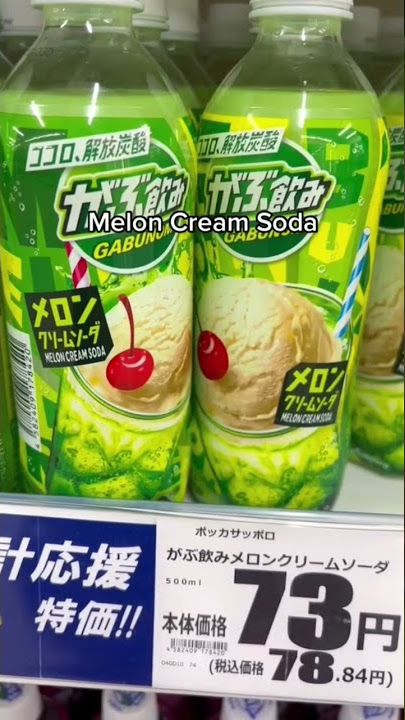 ココロ、解放炭酸
がぶ飲み
GABUNOMI
メロン
クリームソーダ
MELON CREAM SODA
4582409178420
ココロ、解放炭酸
がぶ飲み
メロン
クリームソーダ
MELON CREAM SODA
Melon Cream Soda
計応援
特価!!
ポッカサッポロ
がぶ飲みメロンクリームソーダ
500ml
本体価格
73円
4582409178420
(税込価格 78.84円)